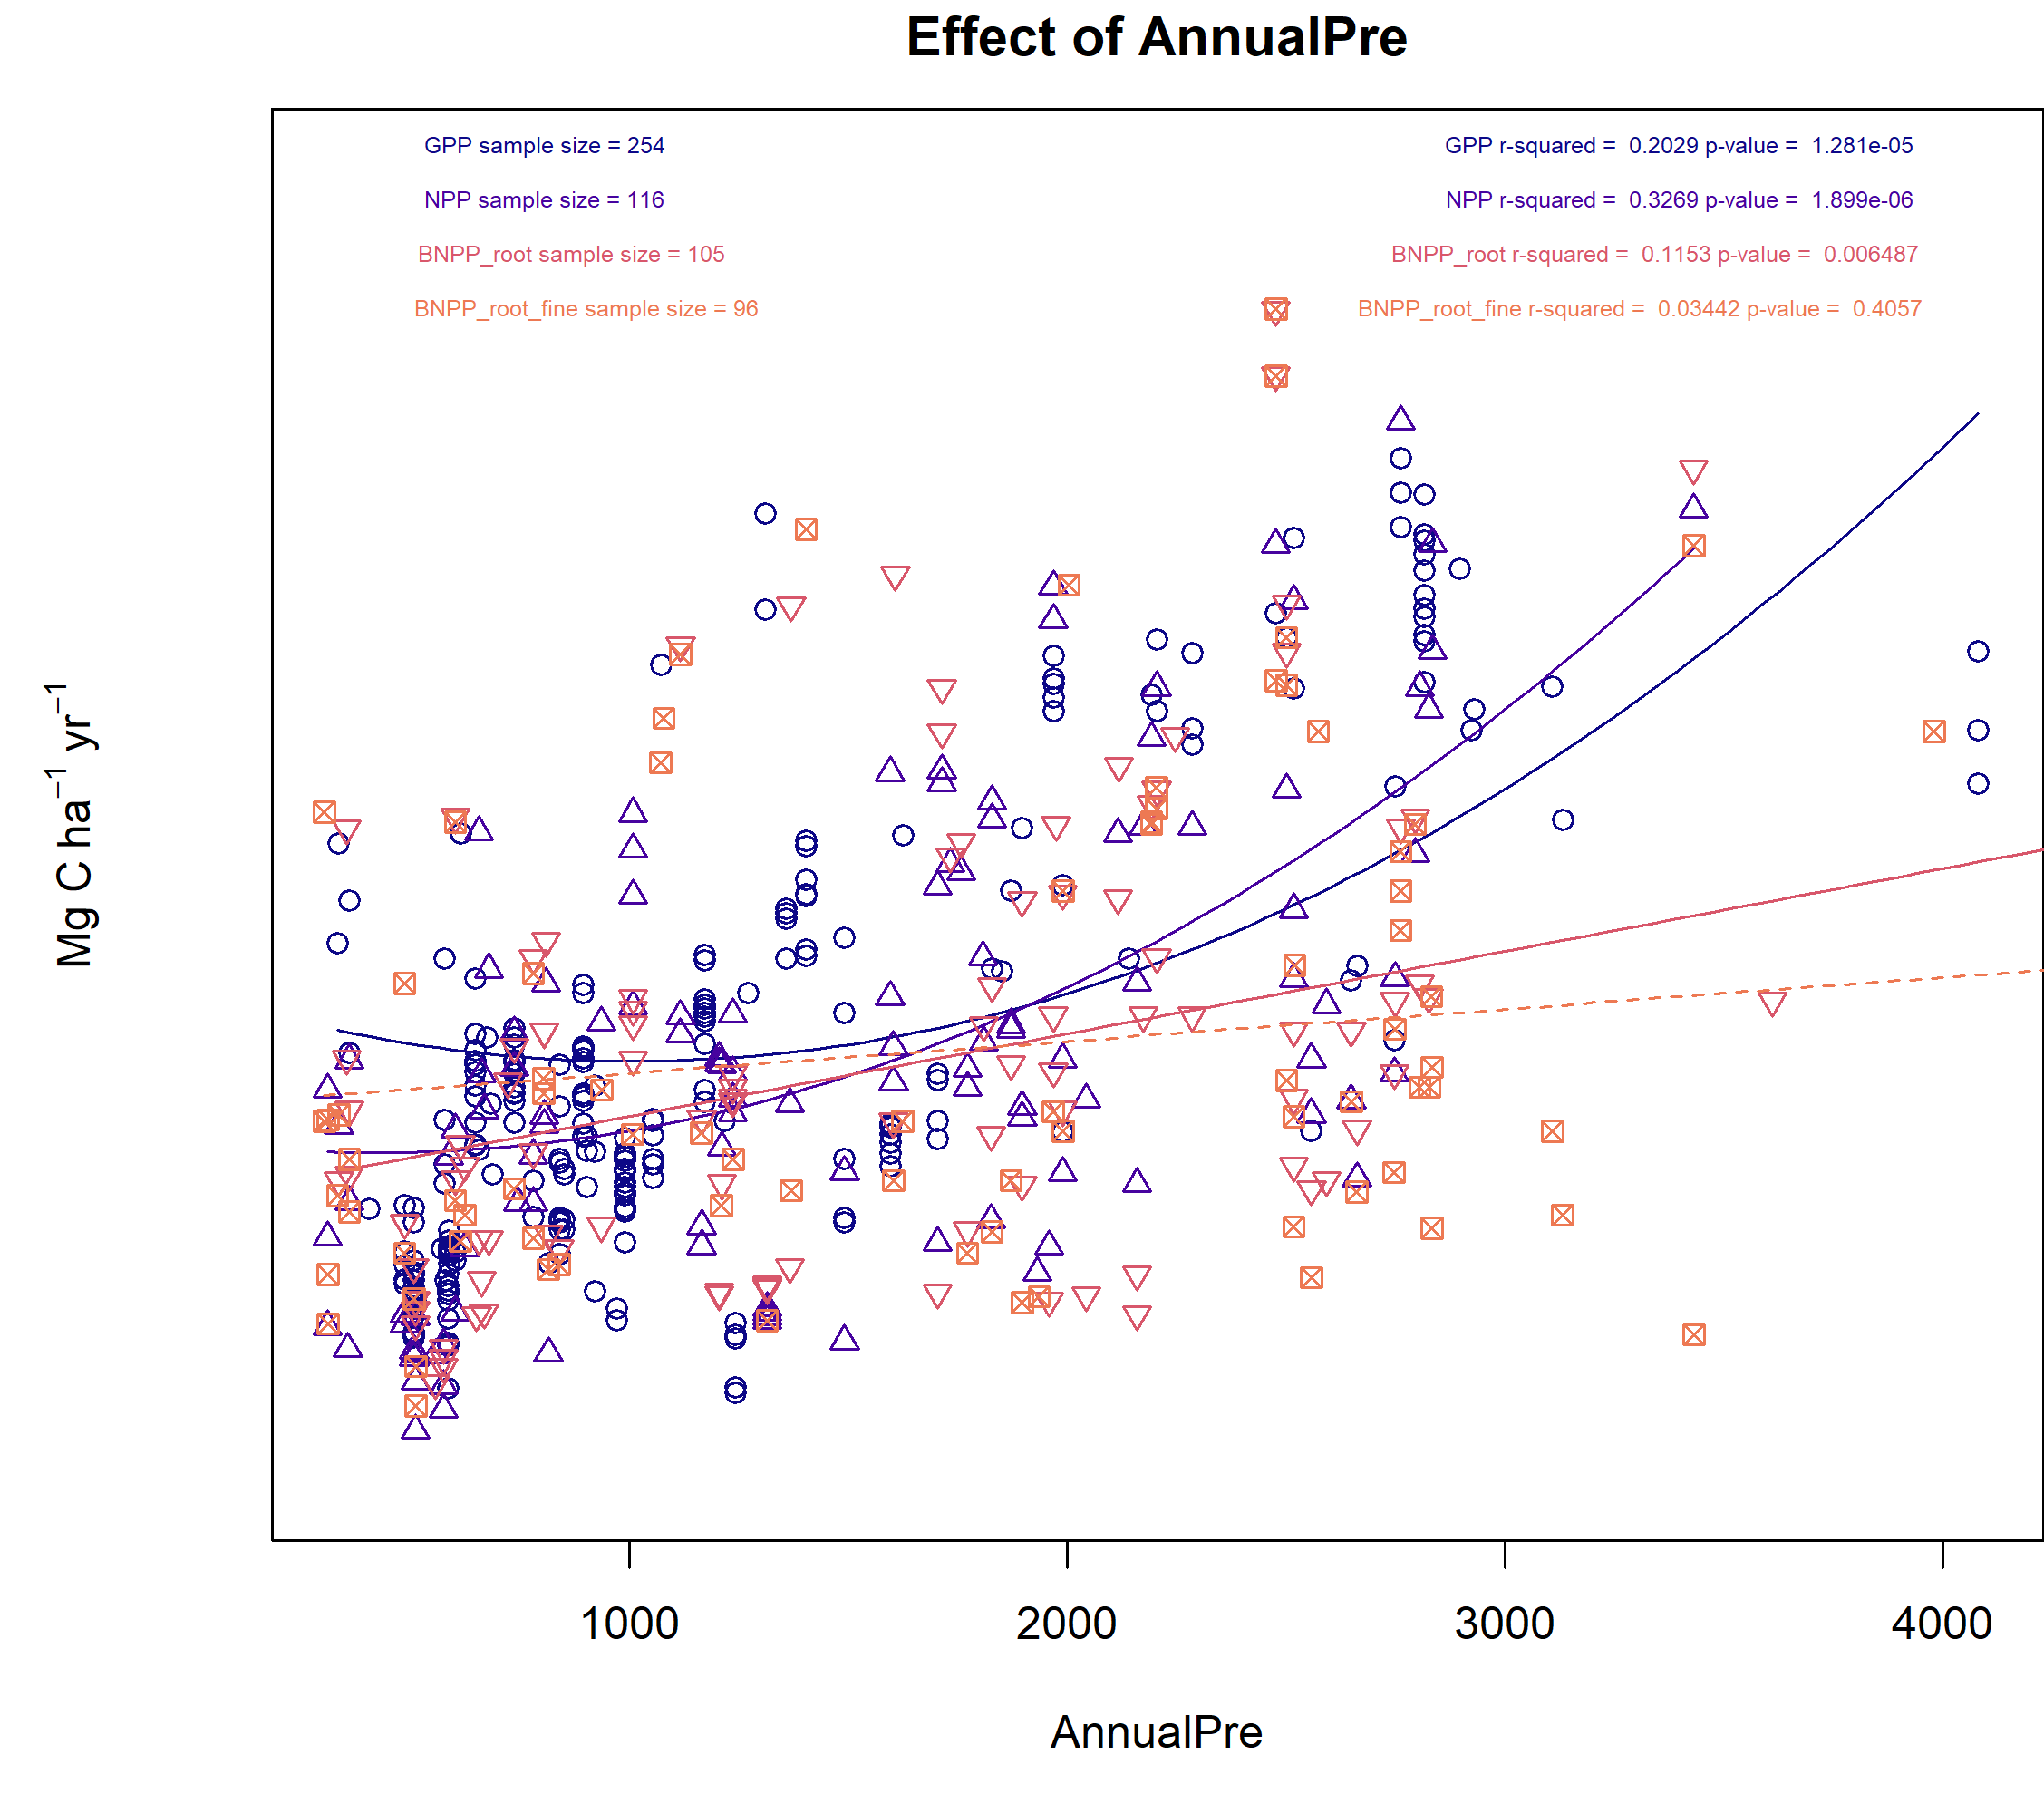 Effect of AnnualPre
GPP sample size = 254
GPP r-squared =  0.2029 p-value =  1.281e-05
NPP sample size = 116
NPP r-squared =  0.3269 p-value =  1.899e-06
BNPP_root sample size = 105
BNPP_root r-squared =  0.1153 p-value =  0.006487
BNPP_root_fine sample size = 96
BNPP_root_fine r-squared =  0.03442 p-value =  0.4057
Mg C ha⁻¹ yr⁻¹
1000 2000 3000 4000
AnnualPre